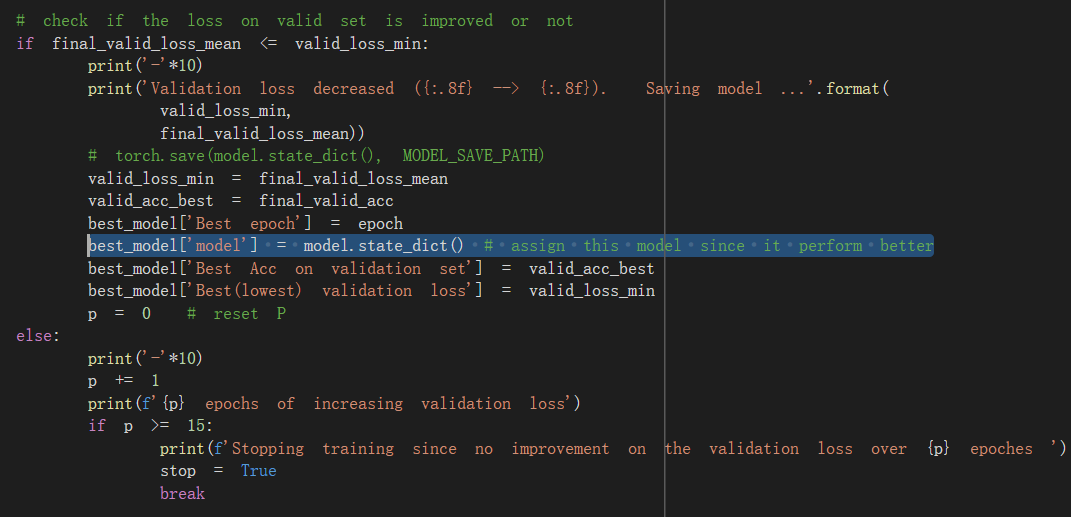 # check if the loss on valid set is improved or not
if final_valid_loss_mean <= valid_loss_min:
print('-'*10)
print('Validation loss decreased ({:.8f} --> {:.8f}). Saving model ...'.format(
valid_loss_min,
final_valid_loss_mean))
# torch.save(model.state_dict(), MODEL_SAVE_PATH)
valid_loss_min = final_valid_loss_mean
valid_acc_best = final_valid_acc
best_model['Best epoch'] = epoch
best_model['model'] = model.state_dict() # assign this model since it perform better
best_model['Best Acc on validation set'] = valid_acc_best
best_model['Best(lowest) validation loss'] = valid_loss_min
p = 0 # reset P
else:
print('-'*10)
p += 1
print(f'{p} epochs of increasing validation loss')
if p >= 15:
print(f'Stopping training since no improvement on the validation loss over {p} epoches ')
stop = True
break